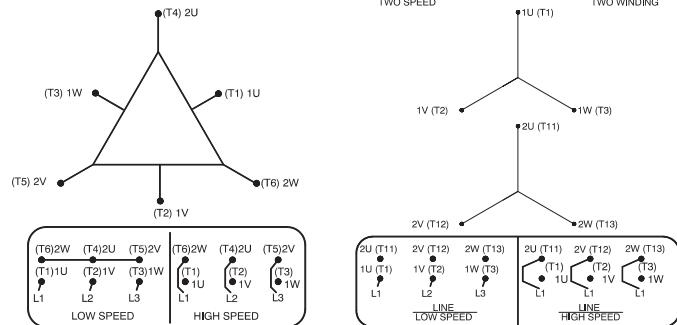 TWO SPEED TWO WINDING
(T4) 2U
(T3) 1W
(T1) 1U
(T5) 2V
(T6) 2W
(T2) 1V
(T6)2W (T4)2U (T5)2V
(T1)1U (T2)1V (T3)1W
L1 L2 L3
LOW SPEED
(T6)2W (T4)2U (T5)2V
(T1) (T2) (T3)
1U 1V 1W
L1 L2 L3
HIGH SPEED
1U (T1)
1V (T2)
1W (T3)
2U (T11)
2V (T12)
2W (T13)
2U (T11) 2V (T12) 2W (T13)
1U (T1) 1V (T2) 1W (T3)
L1 L2 L3
LINE
LOW SPEED
2U (T11) 2V (T12) 2W (T13)
(T1) (T2) (T3)
1U 1V 1W
L1 L1 L1
LINE
HIGH SPEED